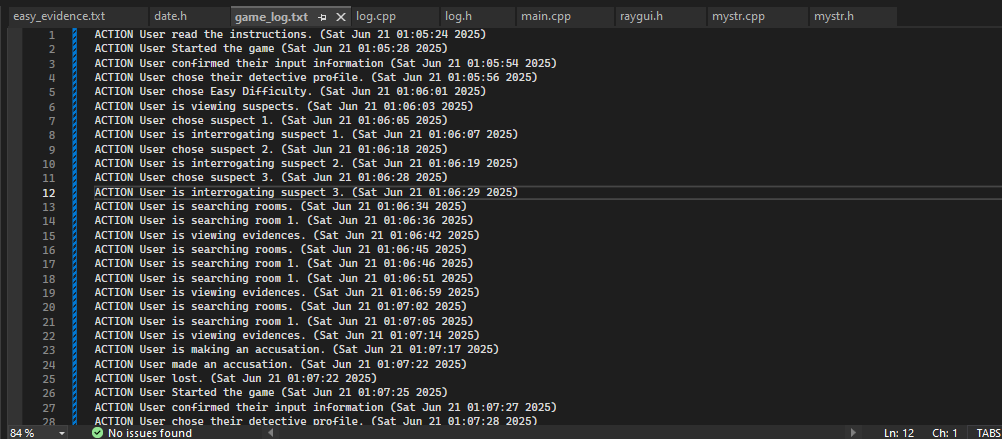 easy_evidence.txt date.h game_log.txt log.cpp log.h main.cpp raygui.h mystr.cpp mystr.h
1 ACTION User read the instructions. (Sat Jun 21 01:05:24 2025)
2 ACTION User Started the game (Sat Jun 21 01:05:28 2025)
3 ACTION User confirmed their input information (Sat Jun 21 01:05:54 2025)
4 ACTION User chose their detective profile. (Sat Jun 21 01:05:56 2025)
5 ACTION User chose Easy Difficulty. (Sat Jun 21 01:06:01 2025)
6 ACTION User is viewing suspects. (Sat Jun 21 01:06:03 2025)
7 ACTION User chose suspect 1. (Sat Jun 21 01:06:05 2025)
8 ACTION User is interrogating suspect 1. (Sat Jun 21 01:06:07 2025)
9 ACTION User chose suspect 2. (Sat Jun 21 01:06:18 2025)
10 ACTION User is interrogating suspect 2. (Sat Jun 21 01:06:19 2025)
11 ACTION User chose suspect 3. (Sat Jun 21 01:06:28 2025)
12 ACTION User is interrogating suspect 3. (Sat Jun 21 01:06:29 2025)
13 ACTION User is searching rooms. (Sat Jun 21 01:06:34 2025)
14 ACTION User is searching room 1. (Sat Jun 21 01:06:36 2025)
15 ACTION User is viewing evidences. (Sat Jun 21 01:06:42 2025)
16 ACTION User is searching rooms. (Sat Jun 21 01:06:45 2025)
17 ACTION User is searching room 1. (Sat Jun 21 01:06:46 2025)
18 ACTION User is searching room 1. (Sat Jun 21 01:06:51 2025)
19 ACTION User is viewing evidences. (Sat Jun 21 01:06:59 2025)
20 ACTION User is searching rooms. (Sat Jun 21 01:07:02 2025)
21 ACTION User is searching room 1. (Sat Jun 21 01:07:05 2025)
22 ACTION User is viewing evidences. (Sat Jun 21 01:07:14 2025)
23 ACTION User is making an accusation. (Sat Jun 21 01:07:17 2025)
24 ACTION User made an accusation. (Sat Jun 21 01:07:22 2025)
25 ACTION User lost. (Sat Jun 21 01:07:22 2025)
26 ACTION User Started the game (Sat Jun 21 01:07:25 2025)
27 ACTION User confirmed their input information (Sat Jun 21 01:07:27 2025)
28 ACTION User chose their detective profile. (Sat Jun 21 01:07:28 2025)
84 % No issues found Ln: 12 Ch: 1 TABS